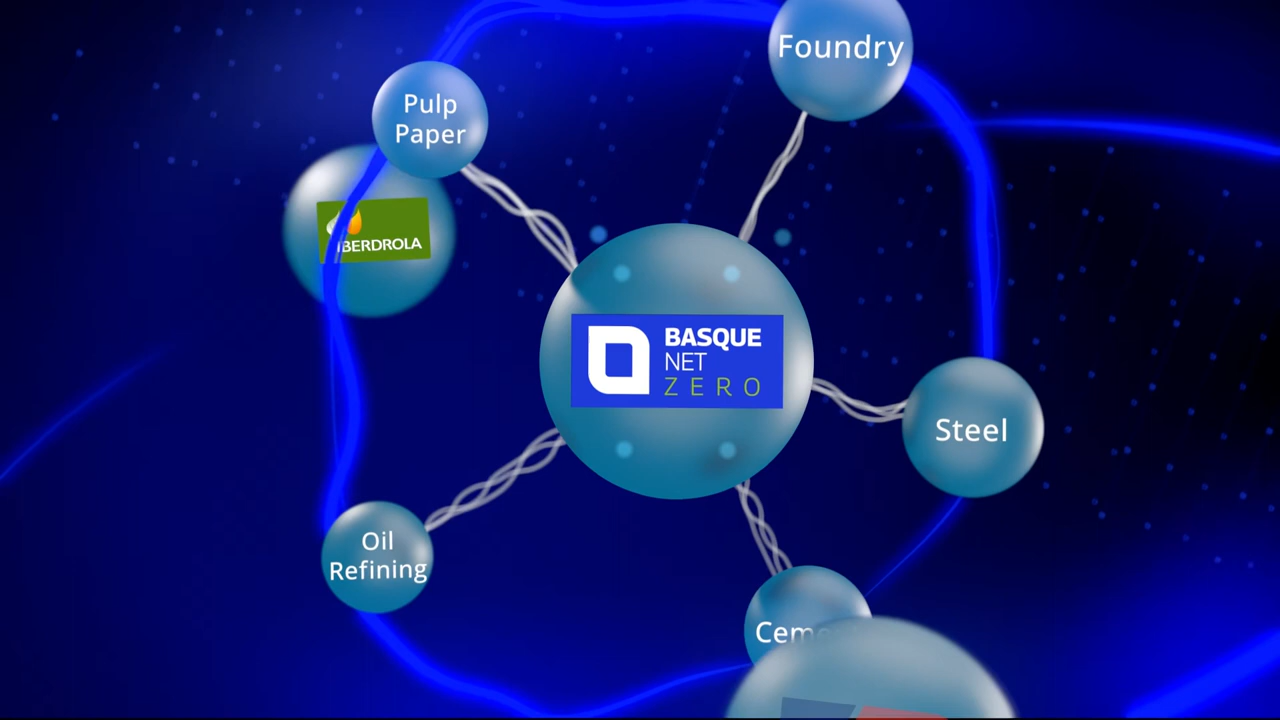 Foundry
Pulp
Paper
IBERDROLA
BASQUE
NET
ZERO
Steel
Oil
Refining